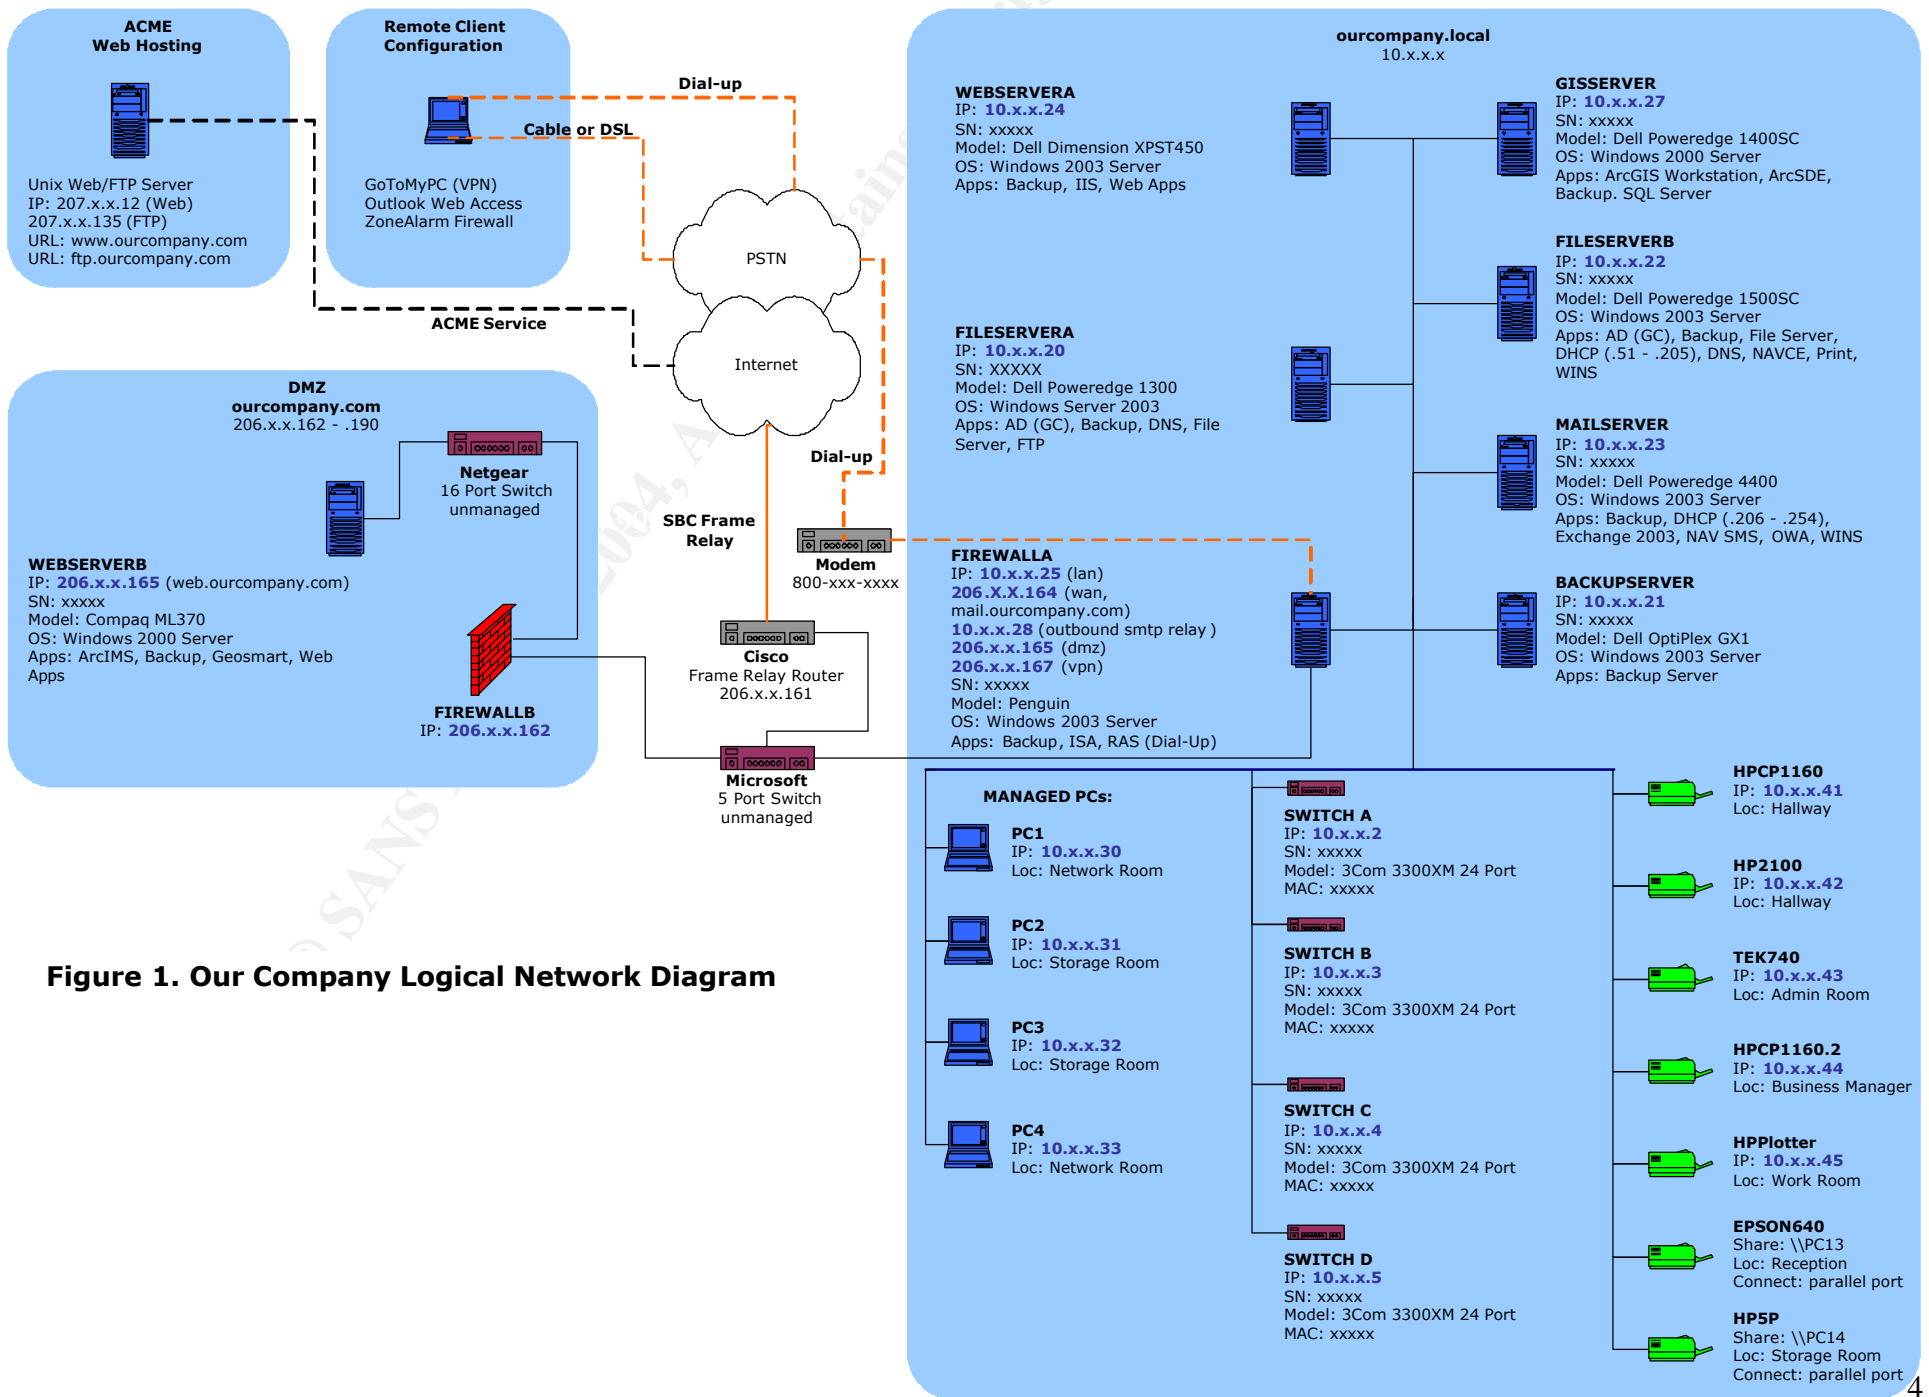 ACME
Web Hosting
Unix Web/FTP Server
IP: 207.x.x.12 (Web)
207.x.x.135 (FTP)
URL: www.ourcompany.com
URL: ftp.ourcompany.com
Remote Client
Configuration
GoToMyPC (VPN)
Outlook Web Access
ZoneAlarm Firewall
Dial-up
Cable or DSL
PSTN
ACME Service
Internet
DMZ
ourcompany.com
206.x.x.162 - .190
Netgear
16 Port Switch
unmanaged
WEBSERVERB
IP: 206.x.x.165 (web.ourcompany.com)
SN: xxxxx
Model: Compaq ML370
OS: Windows 2000 Server
Apps: ArcIMS, Backup, Geosmart, Web
Apps
FIREWALLB
IP: 206.x.x.162
SBC Frame
Relay
Dial-up
Modem
800-xxx-xxxx
Cisco
Frame Relay Router
206.x.x.161
Microsoft
5 Port Switch
unmanaged
ourcompany.local
10.x.x.x
WEBSERVERA
IP: 10.x.x.24
SN: xxxxx
Model: Dell Dimension XPST450
OS: Windows 2003 Server
Apps: Backup, IIS, Web Apps
GISSERVER
IP: 10.x.x.27
SN: xxxxx
Model: Dell Poweredge 1400SC
OS: Windows 2000 Server
Apps: ArcGIS Workstation, ArcSDE,
Backup. SQL Server
FILESERVERB
IP: 10.x.x.22
SN: xxxxx
Model: Dell Poweredge 1500SC
OS: Windows 2003 Server
Apps: AD (GC), Backup, File Server,
DHCP (.51 - .205), DNS, NAVCE, Print,
WINS
FILESERVERA
IP: 10.x.x.20
SN: XXXXX
Model: Dell Poweredge 1300
OS: Windows Server 2003
Apps: AD (GC), Backup, DNS, File
Server, FTP
MAILSERVER
IP: 10.x.x.23
SN: xxxxx
Model: Dell Poweredge 4400
OS: Windows 2003 Server
Apps: Backup, DHCP (.206 - .254),
Exchange 2003, NAV SMS, OWA, WINS
FIREWALLA
IP: 10.x.x.25 (lan)
206.X.X.164 (wan,
mail.ourcompany.com)
10.x.x.28 (outbound smtp relay )
206.x.x.165 (dmz)
206.x.x.167 (vpn)
SN: xxxxx
Model: Penguin
OS: Windows 2003 Server
Apps: Backup, ISA, RAS (Dial-Up)
BACKUPSERVER
IP: 10.x.x.21
SN: xxxxx
Model: Dell OptiPlex GX1
OS: Windows 2003 Server
Apps: Backup Server
MANAGED PCs:
PC1
IP: 10.x.x.30
Loc: Network Room
PC2
IP: 10.x.x.31
Loc: Storage Room
PC3
IP: 10.x.x.32
Loc: Storage Room
PC4
IP: 10.x.x.33
Loc: Network Room
SWITCH A
IP: 10.x.x.2
SN: xxxxx
Model: 3Com 3300XM 24 Port
MAC: xxxxx
SWITCH B
IP: 10.x.x.3
SN: xxxxx
Model: 3Com 3300XM 24 Port
MAC: xxxxx
SWITCH C
IP: 10.x.x.4
SN: xxxxx
Model: 3Com 3300XM 24 Port
MAC: xxxxx
SWITCH D
IP: 10.x.x.5
SN: xxxxx
Model: 3Com 3300XM 24 Port
MAC: xxxxx
HPCP1160
IP: 10.x.x.41
Loc: Hallway
HP2100
IP: 10.x.x.42
Loc: Hallway
TEK740
IP: 10.x.x.43
Loc: Admin Room
HPCP1160.2
IP: 10.x.x.44
Loc: Business Manager
HPPlotter
IP: 10.x.x.45
Loc: Work Room
EPSON640
Share: \\PC13
Loc: Reception
Connect: parallel port
HP5P
Share: \\PC14
Loc: Storage Room
Connect: parallel port
Figure 1. Our Company Logical Network Diagram
© SANS
2004, A
tains
4